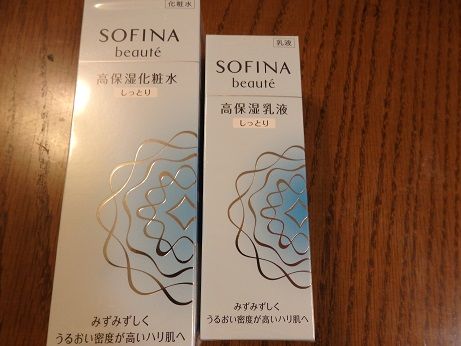 化粧水
SOFINA
beauté
高保湿化粧水
しっとり
みずみずしく
うるおい密度が高いハリ肌へ
乳液
SOFINA
beauté
高保湿乳液
しっとり
みずみずしく
うるおい密度が高いハリ肌へ